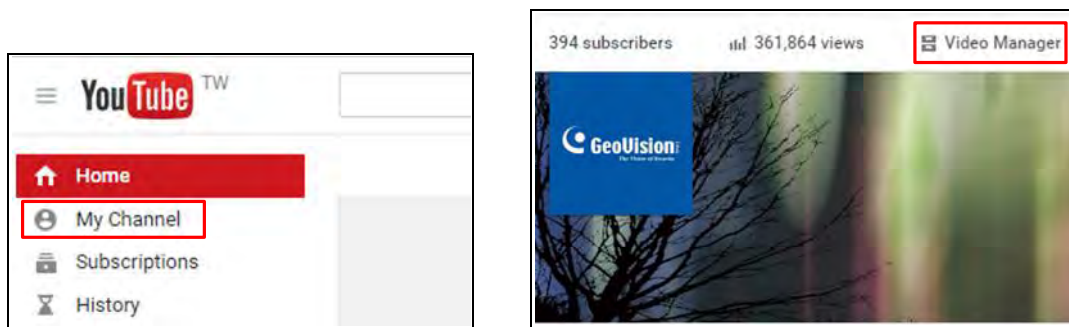 YouTube TW
Home
My Channel
Subscriptions
History
394 subscribers 361,864 views Video Manager
GeoVision